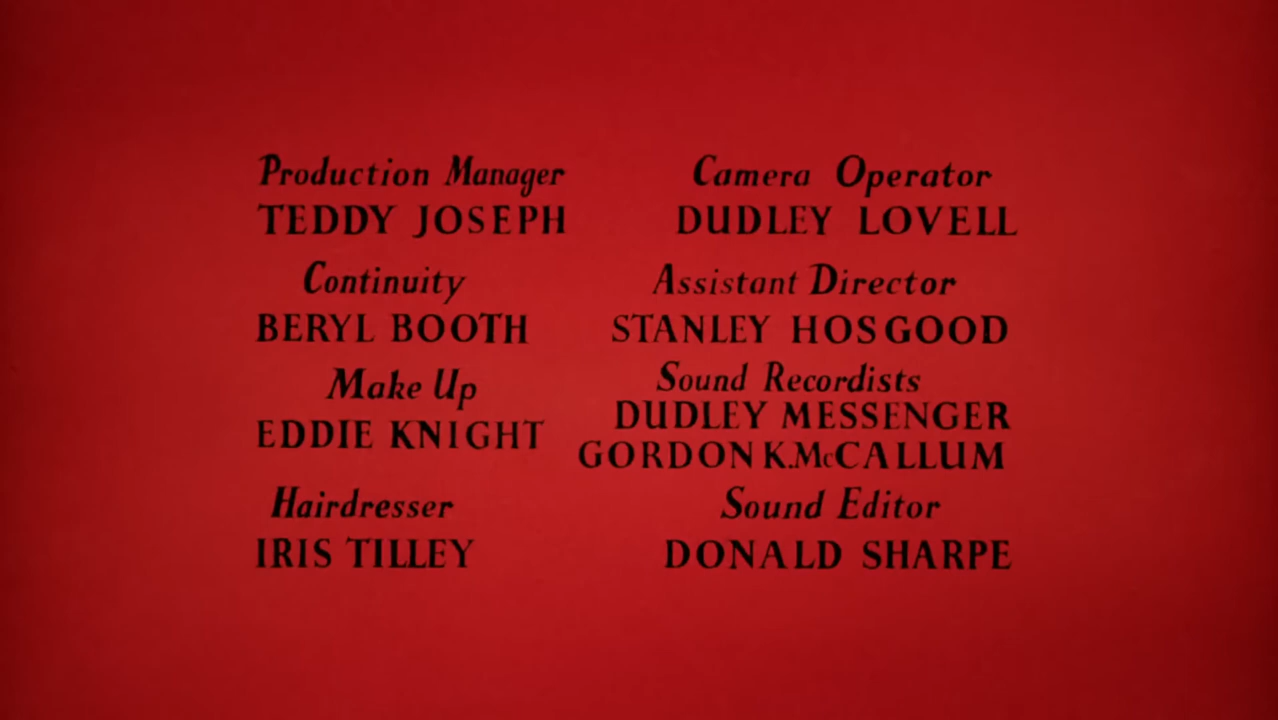 Production Manager
TEDDY JOSEPH
Continuity
BERYL BOOTH
Make Up
EDDIE KNIGHT
Hairdresser
IRIS TILLEY
Camera Operator
DUDLEY LOVELL
Assistant Director
STANLEY HOSGOOD
Sound Recordists
DUDLEY MESSENGER
GORDON K. McCALLUM
Sound Editor
DONALD SHARPE